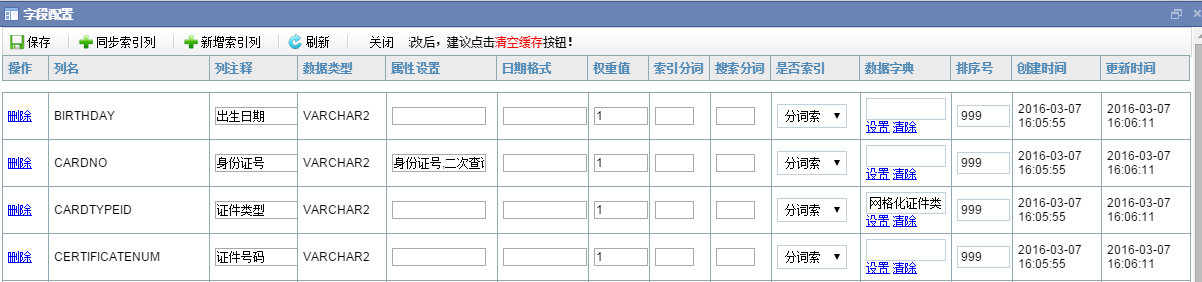 字段配置
保存 同步索引列 新增索引列 刷新 关闭 改后，建议点击清空缓存按钮！
操作 列名 列注释 数据类型 属性设置 日期格式 权重值 索引分词 搜索分词 是否索引 数据字典 排序号 创建时间 更新时间
删除 BIRTHDAY 出生日期 VARCHAR2 1 分词索 999 2016-03-07 2016-03-07
设置 清除 16:05:55 16:06:11
删除 CARDNO 身份证号 VARCHAR2 身份证号,二次查 1 分词索 999 2016-03-07 2016-03-07
设置 清除 16:05:55 16:06:11
删除 CARDTYPEID 证件类型 VARCHAR2 1 分词索 网格化证件类 999 2016-03-07 2016-03-07
设置 清除 16:05:55 16:06:11
删除 CERTIFICATENUM 证件号码 VARCHAR2 1 分词索 999 2016-03-07 2016-03-07
设置 清除 16:05:55 16:06:11